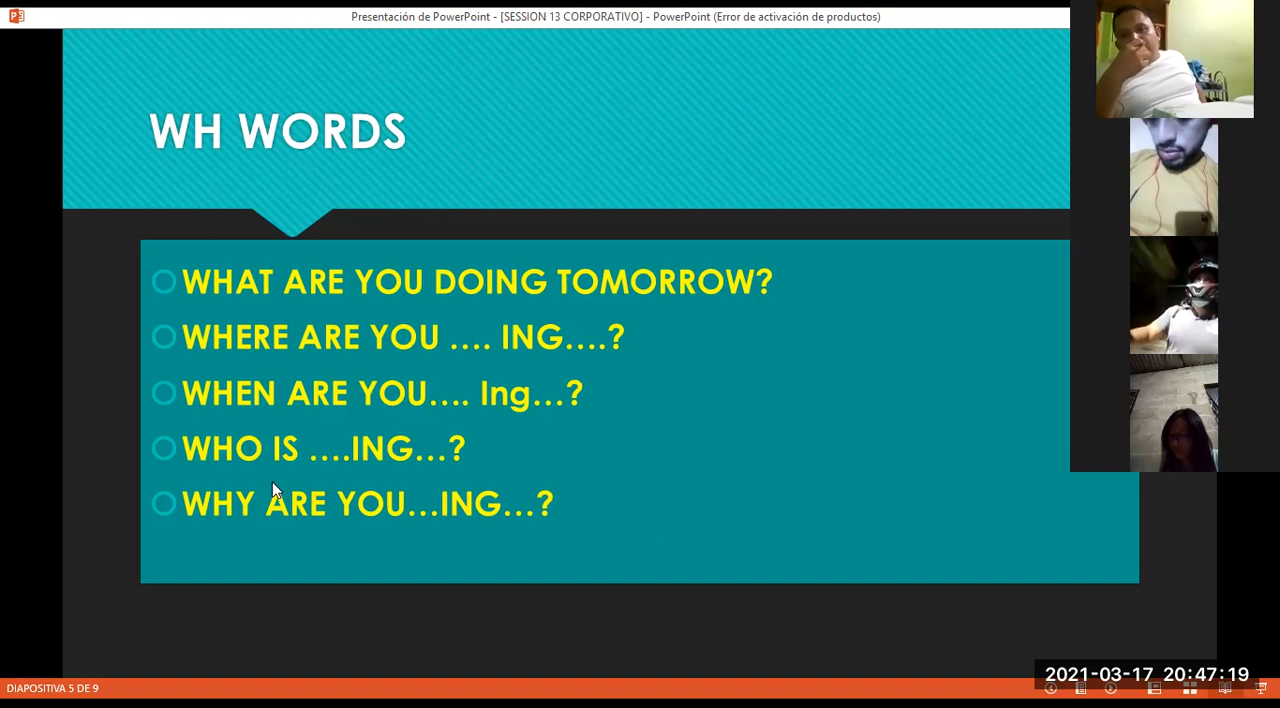 Presentación de PowerPoint - [SESSION 13 CORPORATIVO] - PowerPoint (Error de activación de productos)
WH WORDS
WHAT ARE YOU DOING TOMORROW?
WHERE ARE YOU .... ING....?
WHEN ARE YOU.... Ing...?
WHO IS ....ING...?
WHY ARE YOU...ING...?
2021-03-17 20:47:19
DIAPOSITIVA 5 DE 9